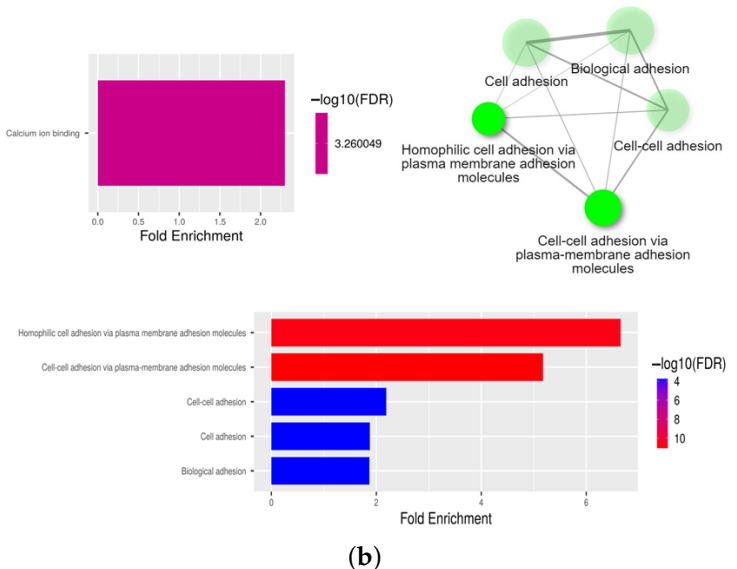 Calcium ion binding
0.0
0.5
1.0
1.5
2.0
Fold Enrichment
−log10(FDR)
3.260049
Cell adhesion
Biological adhesion
Cell-cell adhesion
Homophilic cell adhesion via
plasma membrane adhesion
molecules
Cell-cell adhesion via
plasma-membrane adhesion
molecules
Homophilic cell adhesion via plasma membrane adhesion molecules
Cell-cell adhesion via plasma-membrane adhesion molecules
Cell-cell adhesion
Cell adhesion
Biological adhesion
0
2
4
6
Fold Enrichment
−log10(FDR)
4
6
8
10
(b)